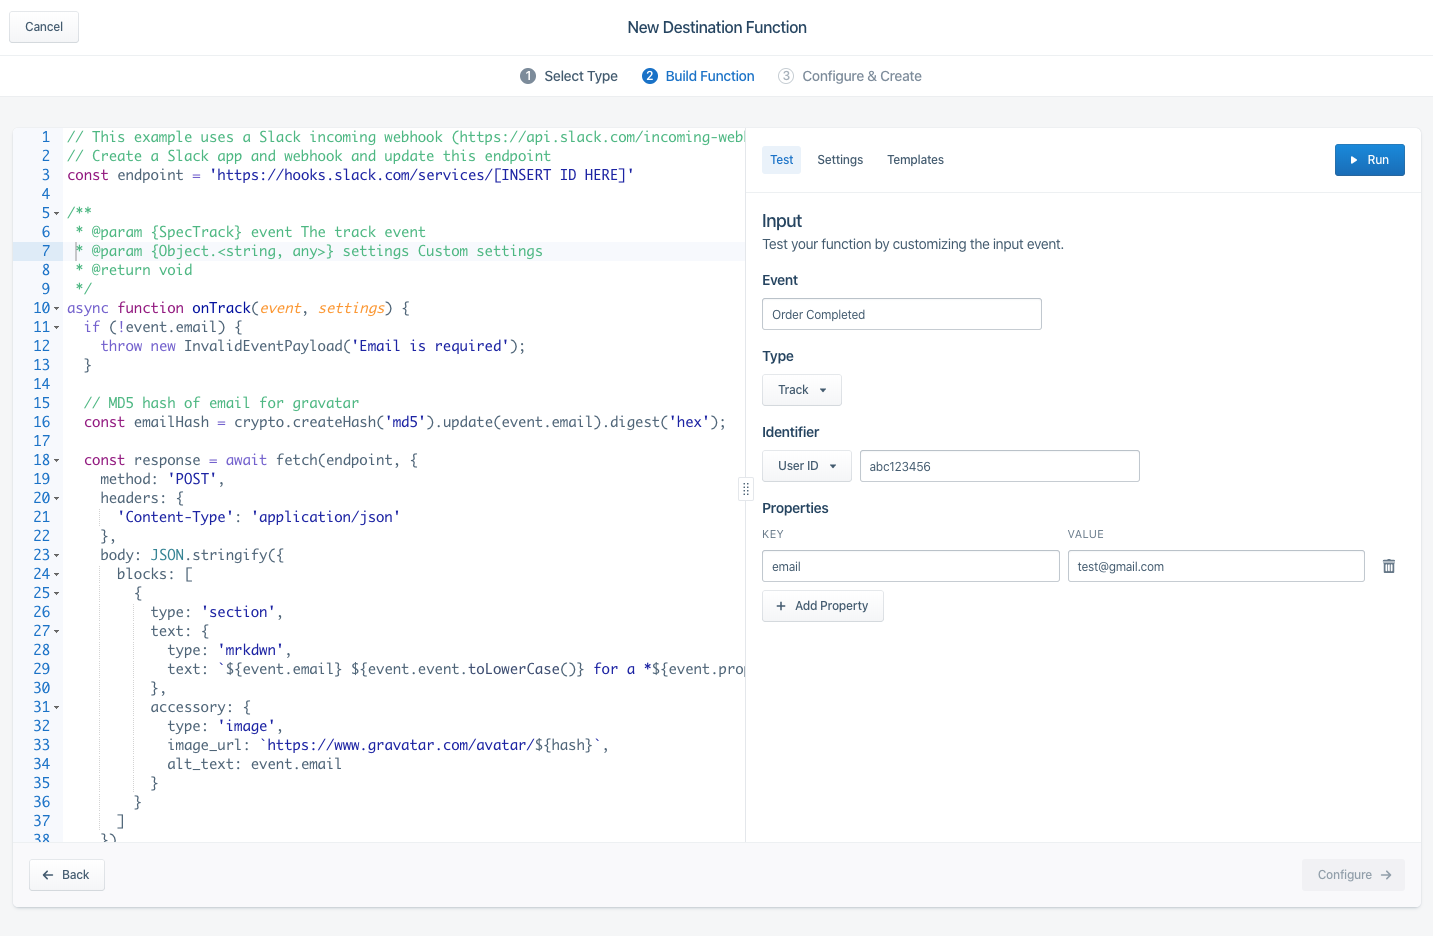 Cancel
New Destination Function
1 Select Type 2 Build Function 3 Configure & Create
1 // This example uses a Slack incoming webhook (https://api.slack.com/incoming-web
2 // Create a Slack app and webhook and update this endpoint
3 const endpoint = 'https://hooks.slack.com/services/[INSERT ID HERE]'
4
5 /**
6 * @param {SpecTrack} event The track event
7 * @param {Object.<string, any>} settings Custom settings
8 * @return void
9 */
10 async function onTrack(event, settings) {
11 if (!event.email) {
12 throw new InvalidEventPayload('Email is required');
13 }
14
15 // MD5 hash of email for gravatar
16 const emailHash = crypto.createHash('md5').update(event.email).digest('hex');
17
18 const response = await fetch(endpoint, {
19 method: 'POST',
20 headers: {
21 'Content-Type': 'application/json'
22 },
23 body: JSON.stringify({
24 blocks: [
25 {
26 type: 'section',
27 text: {
28 type: 'mrkdwn',
29 text: `${event.email} ${event.event.toLowerCase()} for a *${event.pro
30 },
31 accessory: {
32 type: 'image',
33 image_url: `https://www.gravatar.com/avatar/${hash}`,
34 alt_text: event.email
35 }
36 }
37 ]
38 })
Test Settings Templates
Run
Input
Test your function by customizing the input event.
Event
Order Completed
Type
Track
Identifier
User ID abc123456
Properties
KEY VALUE
email test@gmail.com
+ Add Property
← Back
Configure →